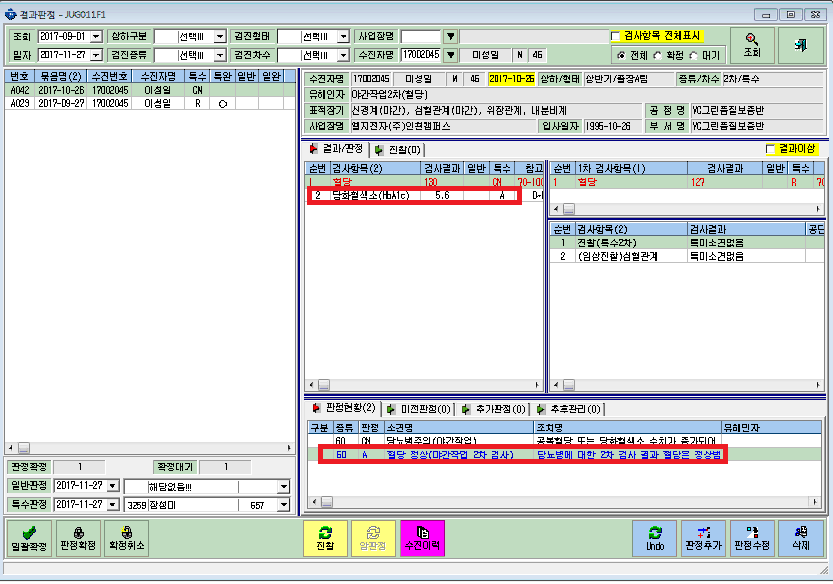 결과판정 - JUG011F1
조회 2017-09-01 상하구분 선택!!! 검진형태 선택!!! 사업장명 검사항목 전체표시
일자 2017-11-27 검진종류 선택!!! 검진차수 선택!!! 수진자명 17002045 이성일 N 46 전체 확정 대기
조회
번호 묶음명(2) 수진번호 수진자명 특수 특완 일반 일완
A042 2017-10-26 17002045 이성일 CN
A029 2017-09-27 17002045 이성일 R O
수진자명 17002045 이성일 M 46 2017-10-26 상하/형태 상반기/출장A팀 종류/차수 2차/특수
유해인자 야간작업2차(혈당)
표적장기 신경계(야간), 심혈관계(야간), 위장관계, 내분비계 공 정 명 YC그린품질보증반
사업장명 엘지전자(주)인천캠퍼스 입사일자 1995-10-26 부 서 명 YC그린품질보증반
결과/판정 진찰(0) 결과이상
순번 검사항목(2) 검사결과 일반 특수 참고
1 혈당 130 CN 70-100
2 당화혈색소(HbA1c) 5.6 A
순번 1차 검사항목(1) 검사결과 일반 특수
1 혈당 127 R 70
순번 검사항목(2) 검사결과 공단
1 진찰(특수2차) 특미소견없음
2 (임상진찰)심혈관계 특미소견없음
판정현황(2) 미전판정(0) 추가판정(0) 추후관리(0)
구분 종류 판정 소견명 조치명 유해인자
60 CN 당뇨병주의(야간작업) 공복혈당 또는 당화혈색소 수치가 증가되어
60 A 혈당 정상(야간작업 2차 검사) 당뇨병에 대한 2차 검사 결과 혈당은 정상범
판정확정 1 확정대기 1
일반판정 2017-11-27 해당없음!!!
특수판정 2017-11-27 3259 장성미 657
일괄확정 판정확정 확정취소 진찰 암판정 수진이력 Undo 판정추가 판정수정 삭제